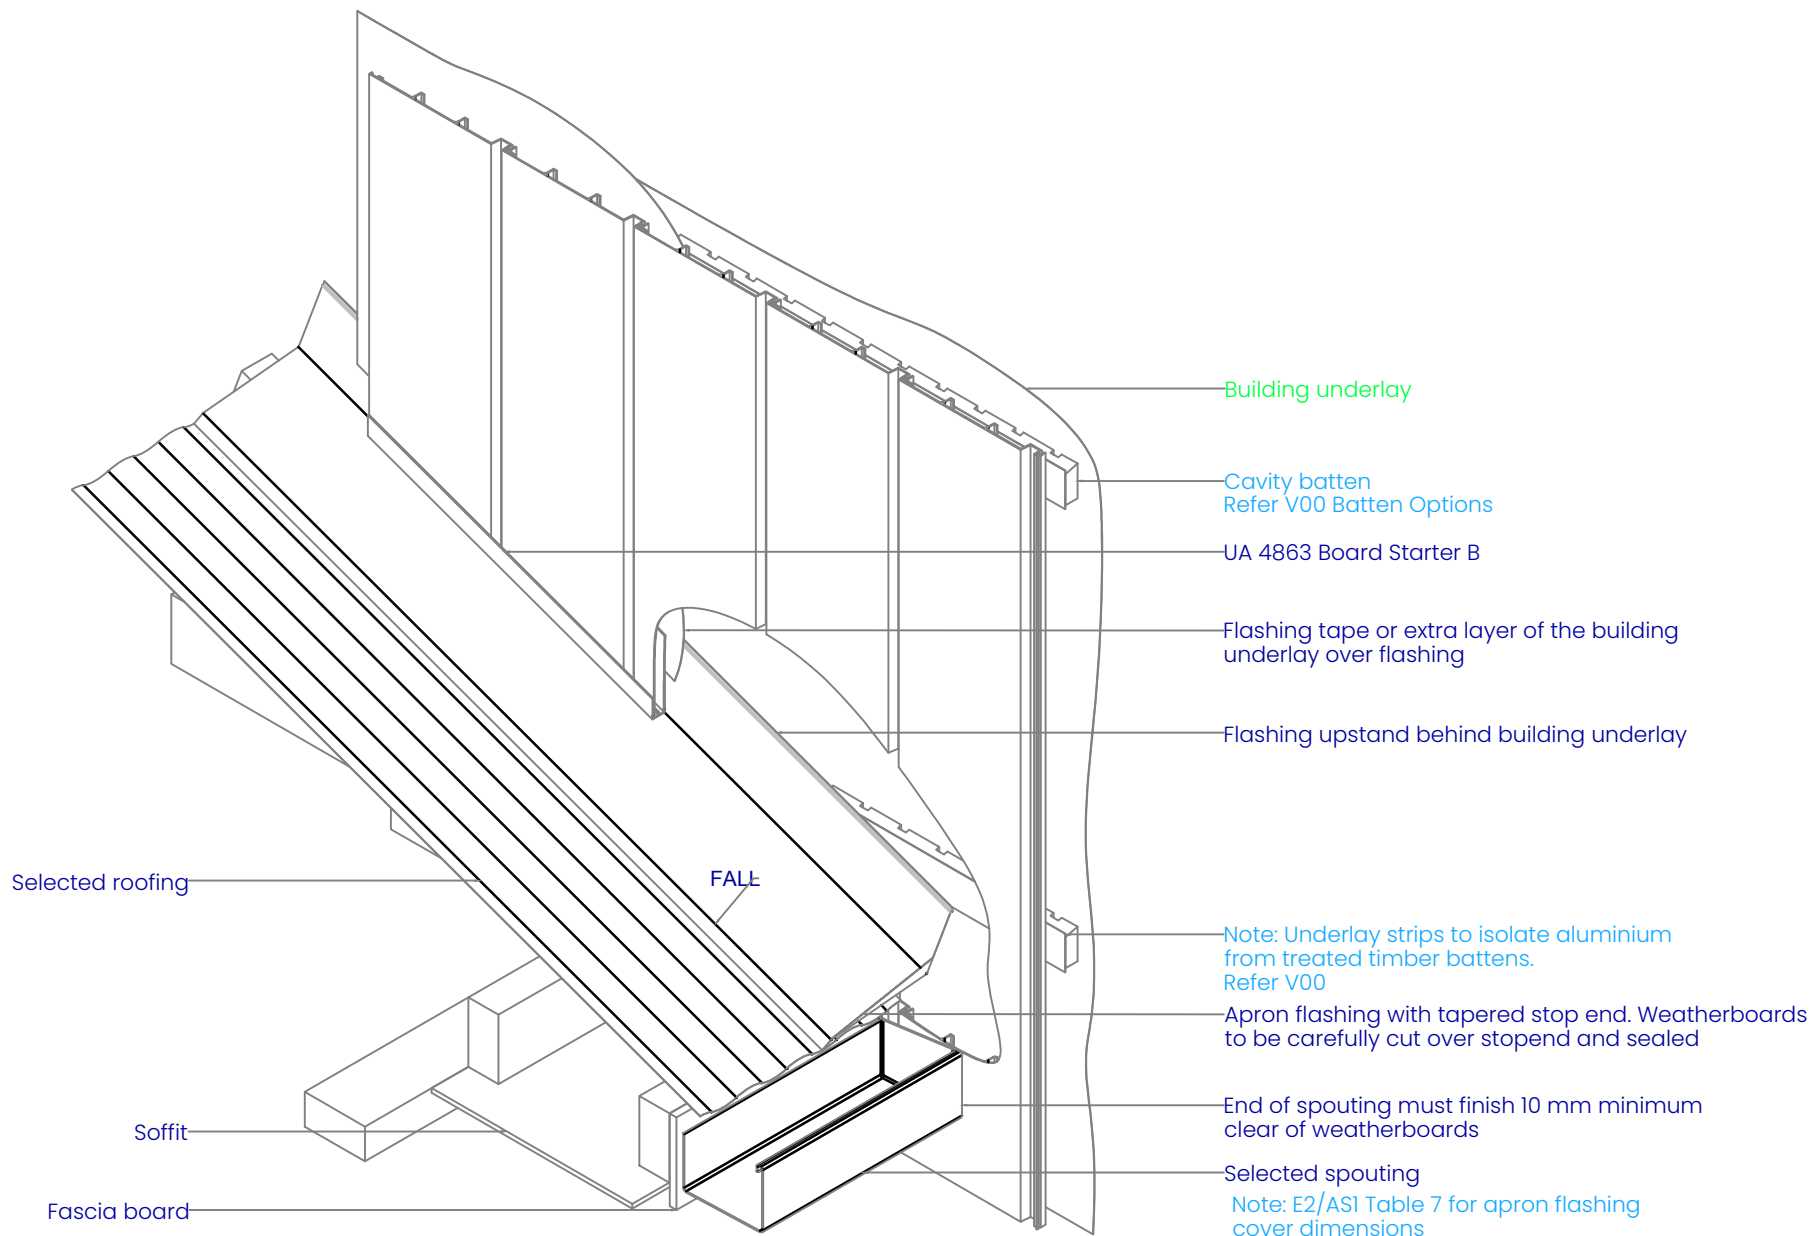 Building underlay
Cavity batten
Refer V00 Batten Options
UA 4863 Board Starter B
Flashing tape or extra layer of the building
underlay over flashing
Flashing upstand behind building underlay
Selected roofing
FALL
Note: Underlay strips to isolate aluminium
from treated timber battens.
Refer V00
Apron flashing with tapered stop end. Weatherboards
to be carefully cut over stopend and sealed
End of spouting must finish 10 mm minimum
clear of weatherboards
Soffit
Selected spouting
Fascia board
Note: E2/AS1 Table 7 for apron flashing
cover dimensions